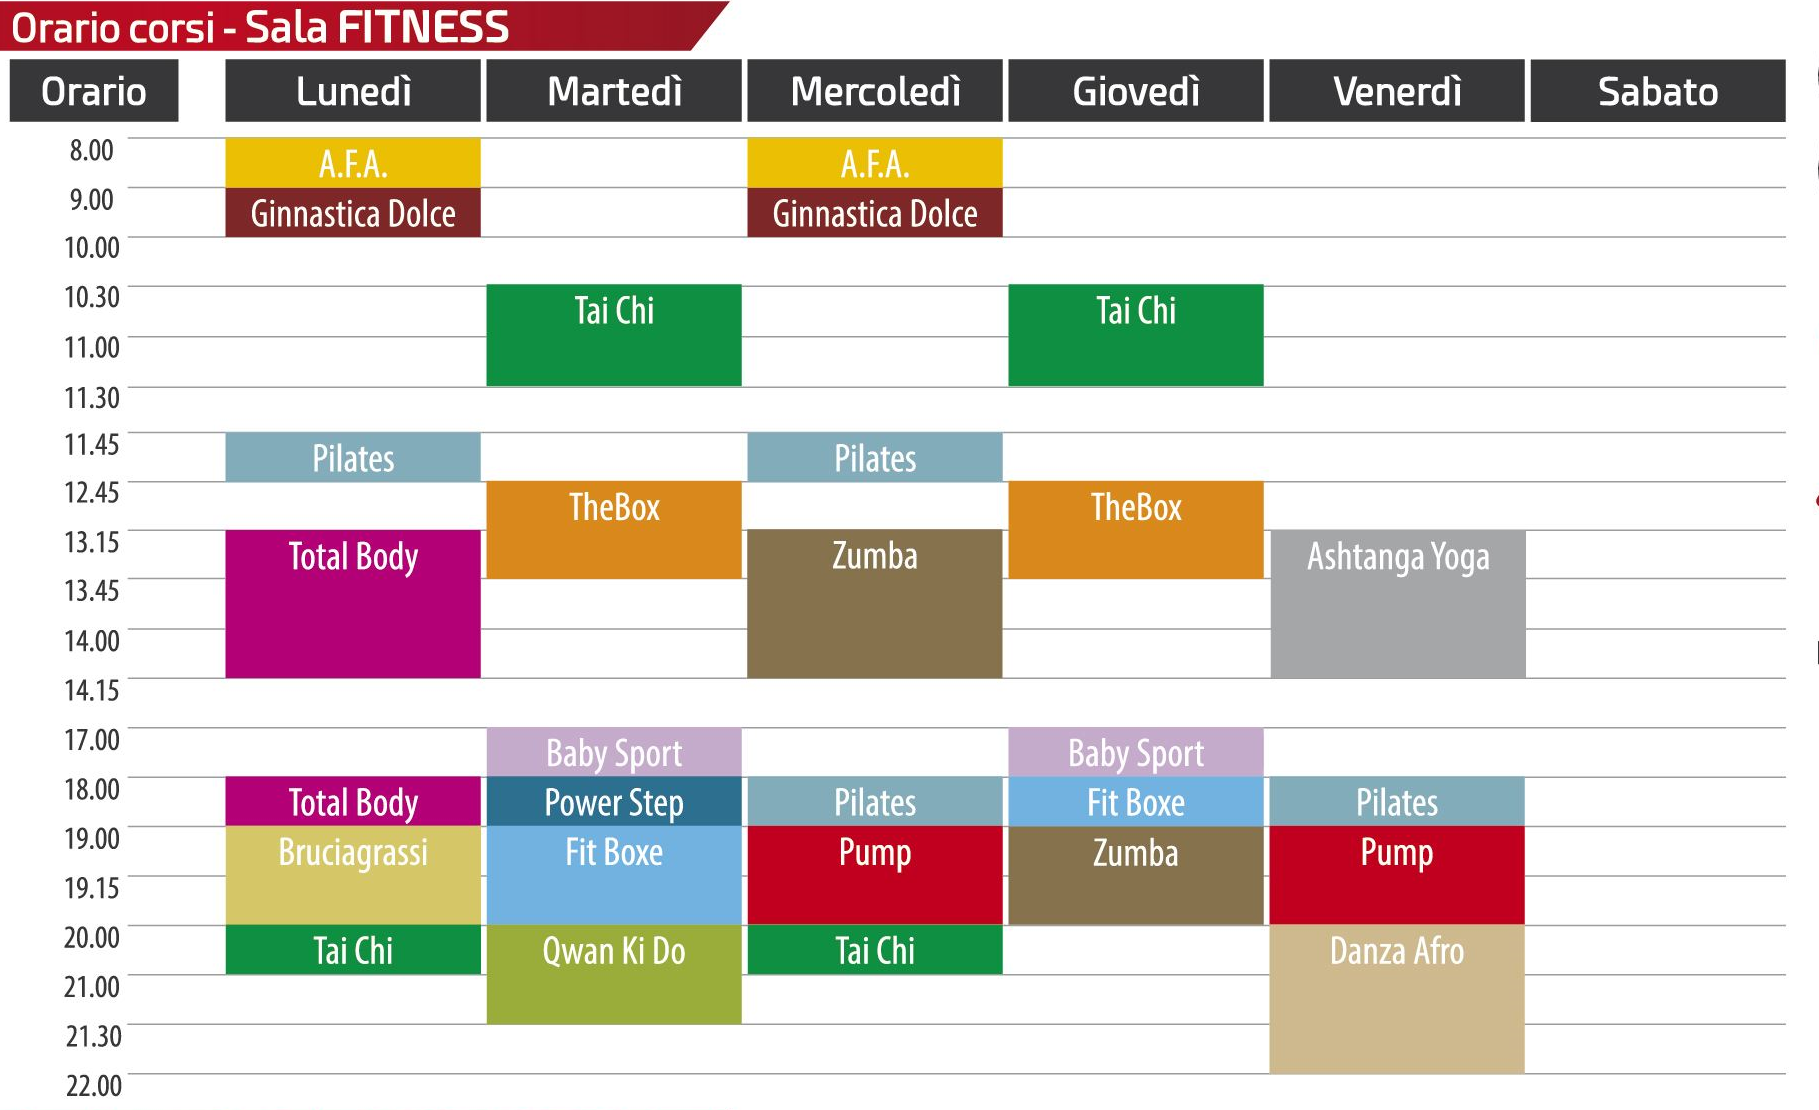 Orario corsi - Sala FITNESS
Orario Lunedì Martedì Mercoledì Giovedì Venerdì Sabato
8.00
A.F.A. A.F.A.
9.00
Ginnastica Dolce Ginnastica Dolce
10.00
10.30
Tai Chi Tai Chi
11.00
11.30
11.45
Pilates Pilates
12.45
TheBox TheBox
13.15
Total Body Zumba Ashtanga Yoga
13.45
14.00
14.15
17.00
Baby Sport Baby Sport
18.00
Total Body Power Step Pilates Fit Boxe Pilates
19.00
Bruciagrassi Fit Boxe Pump Zumba Pump
19.15
20.00
Tai Chi Qwan Ki Do Tai Chi Danza Afro
21.00
21.30
22.00